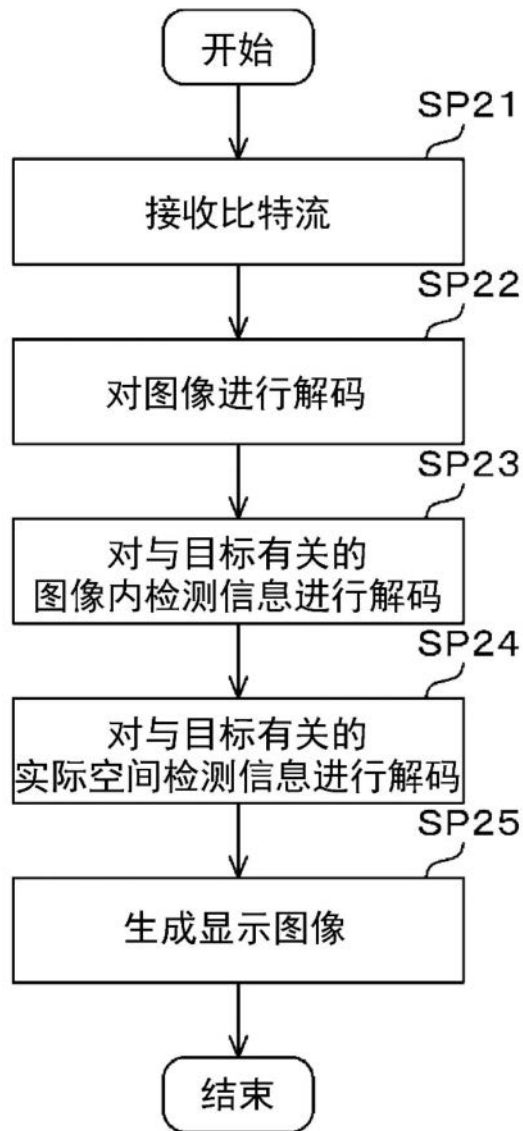 开始
SP21
接收比特流
SP22
对图像进行解码
SP23
对与目标有关的
图像内检测信息进行解码
SP24
对与目标有关的
实际空间检测信息进行解码
SP25
生成显示图像
结束